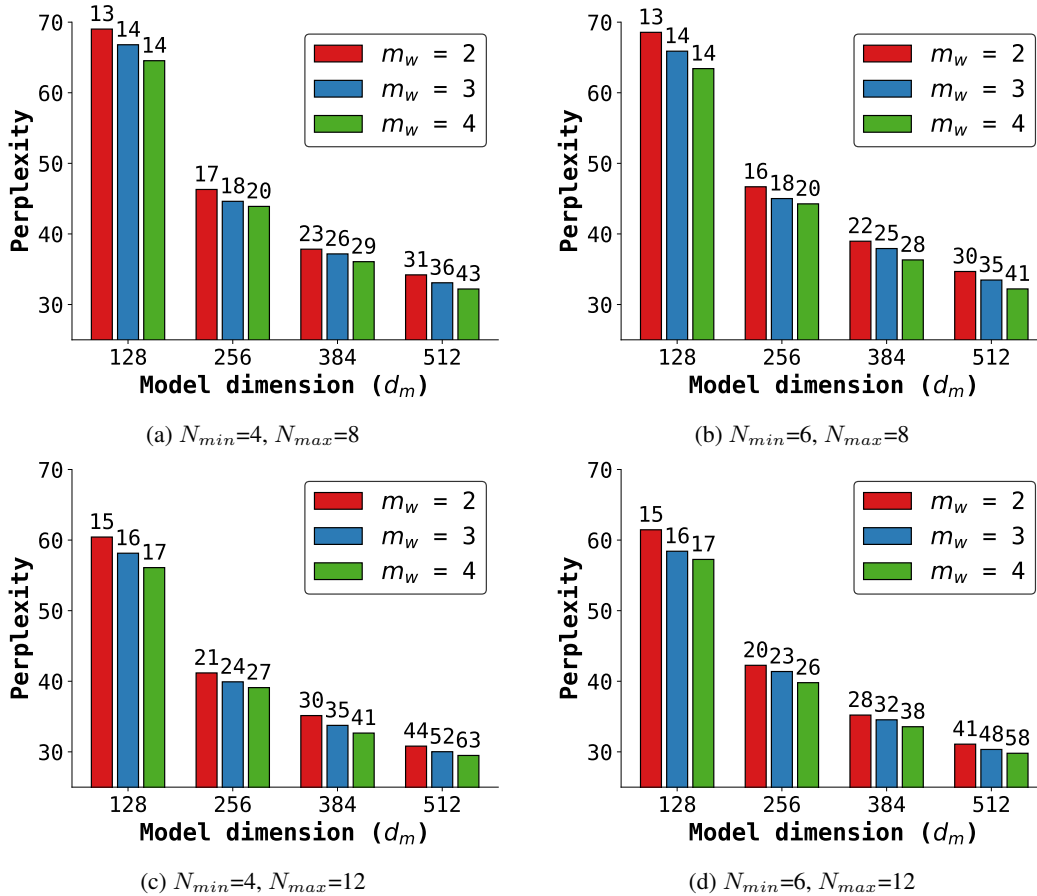 70
60
50
40
30
Perplexity
13 14 14
17 18 20
23 26 29
31 36 43
m_w = 2
m_w = 3
m_w = 4
128 256 384 512
Model dimension (d_m)
(a) N_min=4, N_max=8
70
60
50
40
30
Perplexity
13 14 14
16 18 20
22 25 28
30 35 41
m_w = 2
m_w = 3
m_w = 4
128 256 384 512
Model dimension (d_m)
(b) N_min=6, N_max=8
70
60
50
40
30
Perplexity
15 16 17
21 24 27
30 35 41
44 52 63
m_w = 2
m_w = 3
m_w = 4
128 256 384 512
Model dimension (d_m)
(c) N_min=4, N_max=12
70
60
50
40
30
Perplexity
15 16 17
20 23 26
28 32 38
41 48 58
m_w = 2
m_w = 3
m_w = 4
128 256 384 512
Model dimension (d_m)
(d) N_min=6, N_max=12